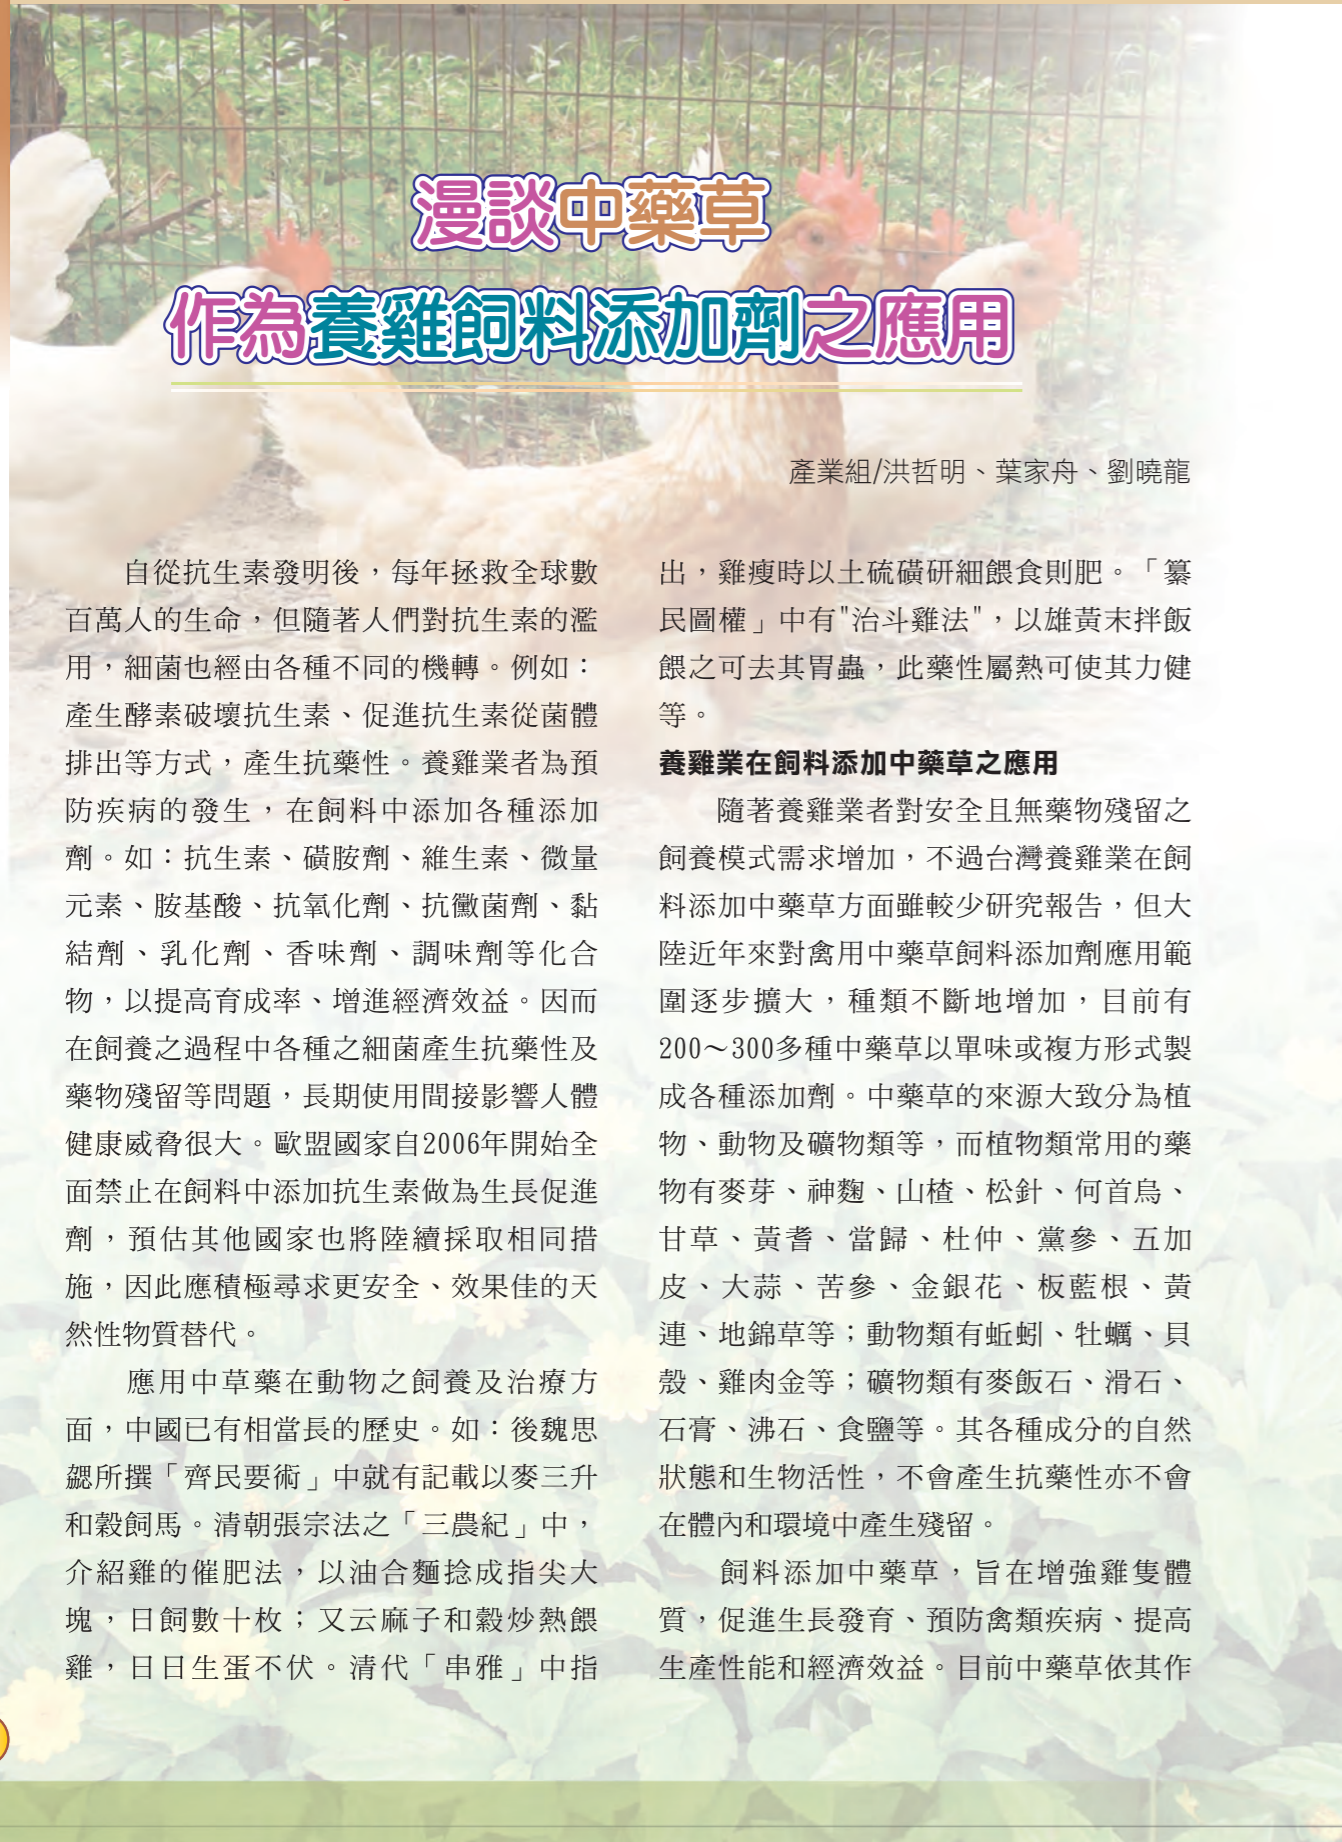 漫談中藥草
作為養雞飼料添加劑之應用
產業組/洪哲明、葉家舟、劉曉龍
自從抗生素發明後，每年拯救全球數
百萬人的生命，但隨著人們對抗生素的濫
用，細菌也經由各種不同的機轉。例如：
產生酵素破壞抗生素、促進抗生素從菌體
排出等方式，產生抗藥性。養雞業者為預
防疾病的發生，在飼料中添加各種添加
劑。如：抗生素、磺胺劑、維生素、微量
元素、胺基酸、抗氧化劑、抗黴菌劑、黏
結劑、乳化劑、香味劑、調味劑等化合
物，以提高育成率、增進經濟效益。因而
在飼養之過程中各種之細菌產生抗藥性及
藥物殘留等問題，長期使用間接影響人體
健康威脅很大。歐盟國家自2006年開始全
面禁止在飼料中添加抗生素做為生長促進
劑，預估其他國家也將陸續採取相同措
施，因此應積極尋求更安全、效果佳的天
然性物質替代。
應用中草藥在動物之飼養及治療方
面，中國已有相當長的歷史。如：後魏思
勰所撰「齊民要術」中就有記載以麥三升
和穀飼馬。清朝張宗法之「三農紀」中，
介紹雞的催肥法，以油合麵捻成指尖大
塊，日飼數十枚；又云麻子和穀炒熱餵
雞，日日生蛋不伏。清代「串雅」中指
出，雞瘦時以土硫磺研細餵食則肥。「纂
民圖權」中有"治斗雞法"，以雄黃末拌飯
餵之可去其胃蟲，此藥性屬熱可使其力健
等。
養雞業在飼料添加中藥草之應用
隨著養雞業者對安全且無藥物殘留之
飼養模式需求增加，不過台灣養雞業在飼
料添加中藥草方面雖較少研究報告，但大
陸近年來對禽用中藥草飼料添加劑應用範
圍逐步擴大，種類不斷地增加，目前有
200～300多種中藥草以單味或複方形式製
成各種添加劑。中藥草的來源大致分為植
物、動物及礦物類等，而植物類常用的藥
物有麥芽、神麴、山楂、松針、何首烏、
甘草、黃耆、當歸、杜仲、黨參、五加
皮、大蒜、苦參、金銀花、板藍根、黃
連、地錦草等；動物類有蚯蚓、牡蠣、貝
殼、雞肉金等；礦物類有麥飯石、滑石、
石膏、沸石、食鹽等。其各種成分的自然
狀態和生物活性，不會產生抗藥性亦不會
在體內和環境中產生殘留。
飼料添加中藥草，旨在增強雞隻體
質，促進生長發育、預防禽類疾病、提高
生產性能和經濟效益。目前中藥草依其作